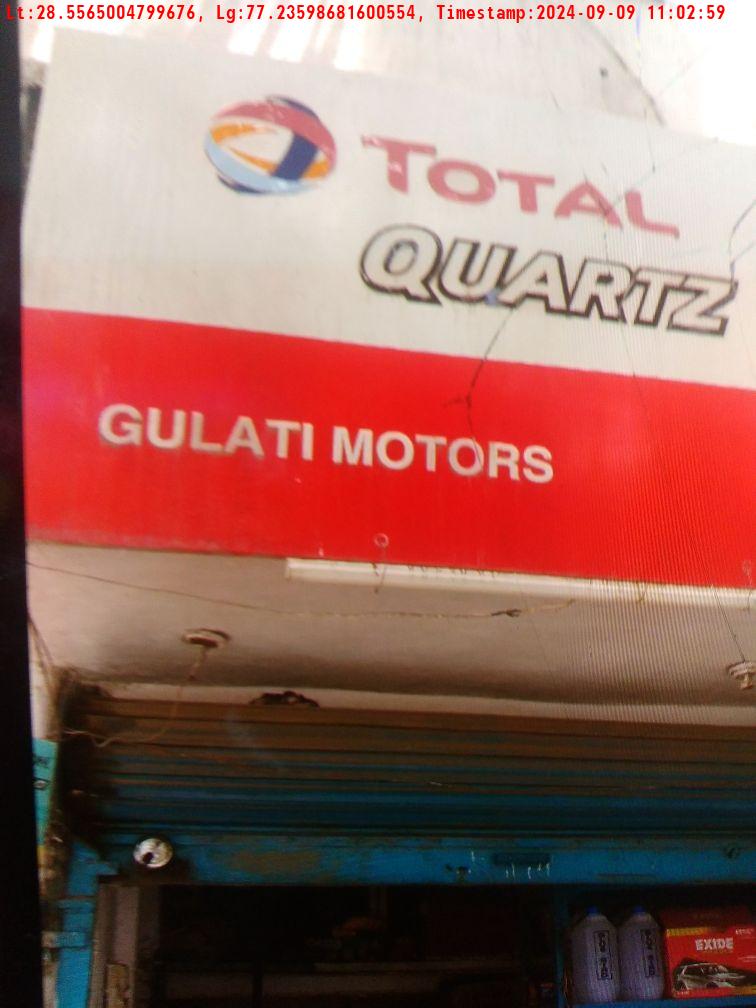 Lt:28.5565004799676, Lg:77.23598681600554, Timestamp:2024-09-09 11:02:59
TOTAL
QUARTZ
GULATI MOTORS
EXIDE